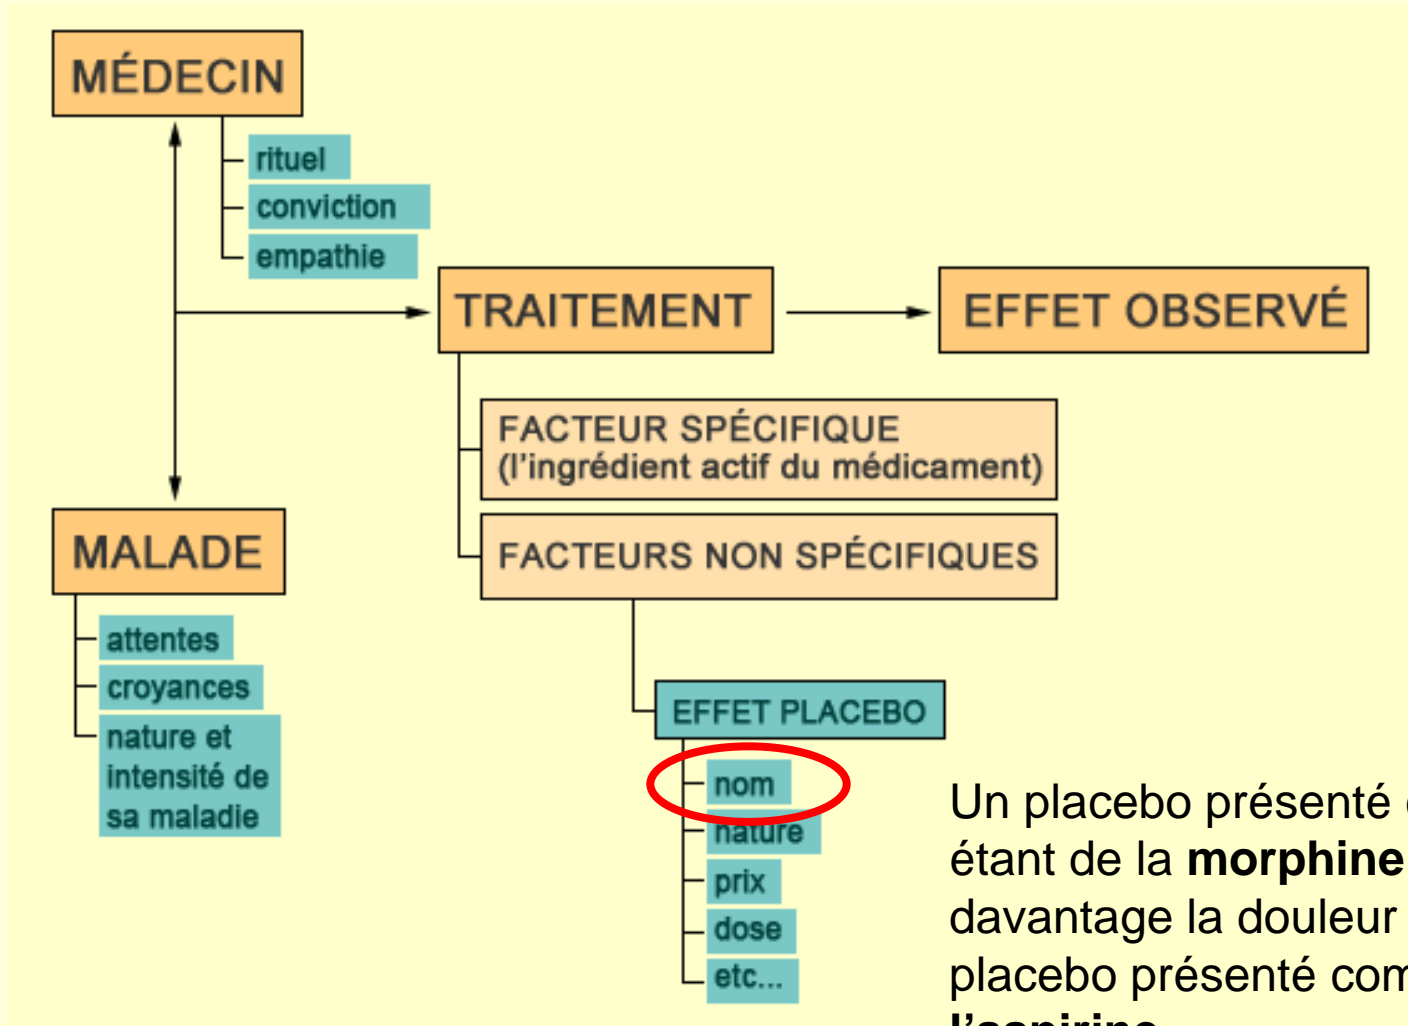 MÉDECIN
rituel
conviction
empathie
TRAITEMENT
EFFET OBSERVÉ
FACTEUR SPÉCIFIQUE
(l'ingrédient actif du médicament)
MALADE
FACTEURS NON SPÉCIFIQUES
attentes
croyances
nature et
intensité de
sa maladie
EFFET PLACEBO
nom
nature
prix
dose
etc...
Un placebo présenté
étant de la morphine
davantage la douleur
placebo présenté
l'aspirine